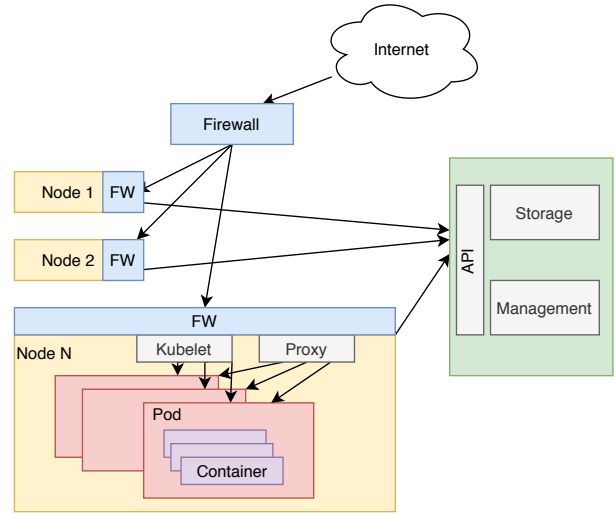 Internet
Firewall
Node 1
FW
Node 2
FW
API
Storage
Management
FW
Node N
Kubelet
Proxy
Pod
Container